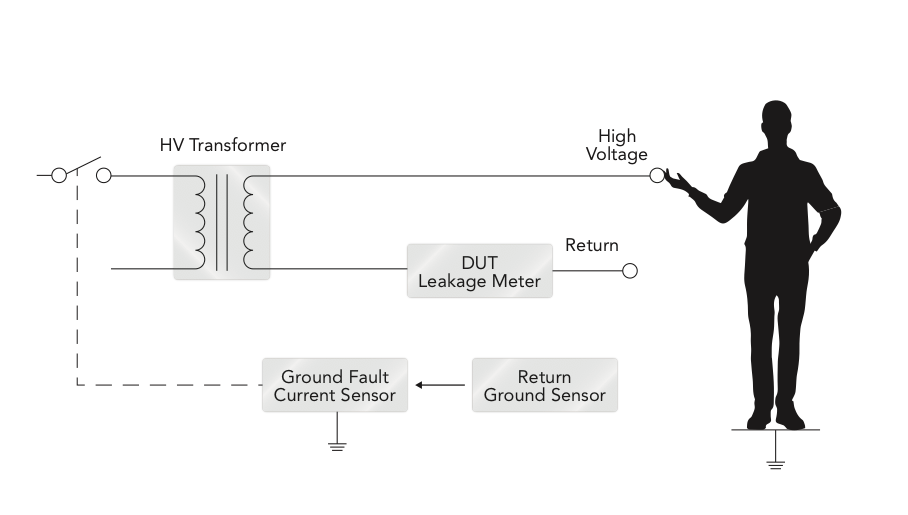 HV Transformer
High
Voltage
Return
DUT
Leakage Meter
Ground Fault
Current Sensor
Return
Ground Sensor